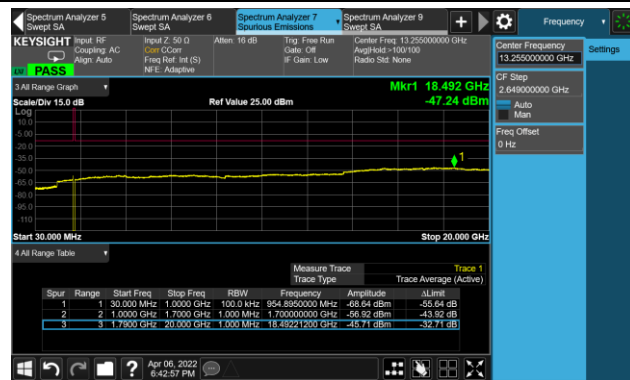 Spectrum Analyzer 5
Swept SA
Spectrum Analyzer 6
Swept SA
Spectrum Analyzer 7
Spurious Emissions
Spectrum Analyzer 9
Swept SA
Frequency
KEYSIGHT
Input: RF
Coupling: AC
Align: Auto
Input Z: 50 Ω
Corr CCorr
Freq Ref: Int (S)
NFE: Adaptive
Atten: 16 dB
Trig: Free Run
Gate: Off
IF Gain: Low
Center Freq: 13.255000000 GHz
Avg|Hold:>100/100
Radio Std: None
PASS
Center Frequency
13.255000000 GHz
Settings
CF Step
2.649000000 GHz
Auto
Man
Freq Offset
0 Hz
3 All Range Graph
Mkr1 18.492 GHz
Scale/Div 15.0 dB
Ref Value 25.00 dBm
-47.24 dBm
Log
10.0
-5.00
-20.0
-35.0
-50.0
-65.0
-80.0
-95.0
-110
1
Start 30.000 MHz
Stop 20.000 GHz
4 All Range Table
Measure Trace Trace 1
Trace Type Trace Average (Active)
Spur Range Start Freq Stop Freq RBW Frequency Amplitude ΔLimit
1 1 30.000 MHz 1.0000 GHz 100.0 kHz 954.8950000 MHz -68.64 dBm -55.64 dB
2 2 1.0000 GHz 1.7000 GHz 1.000 MHz 1.700000000 GHz -56.92 dBm -43.92 dB
3 3 1.7900 GHz 20.000 GHz 1.000 MHz 18.49221200 GHz -45.71 dBm -32.71 dB
Apr 06, 2022
6:42:57 PM